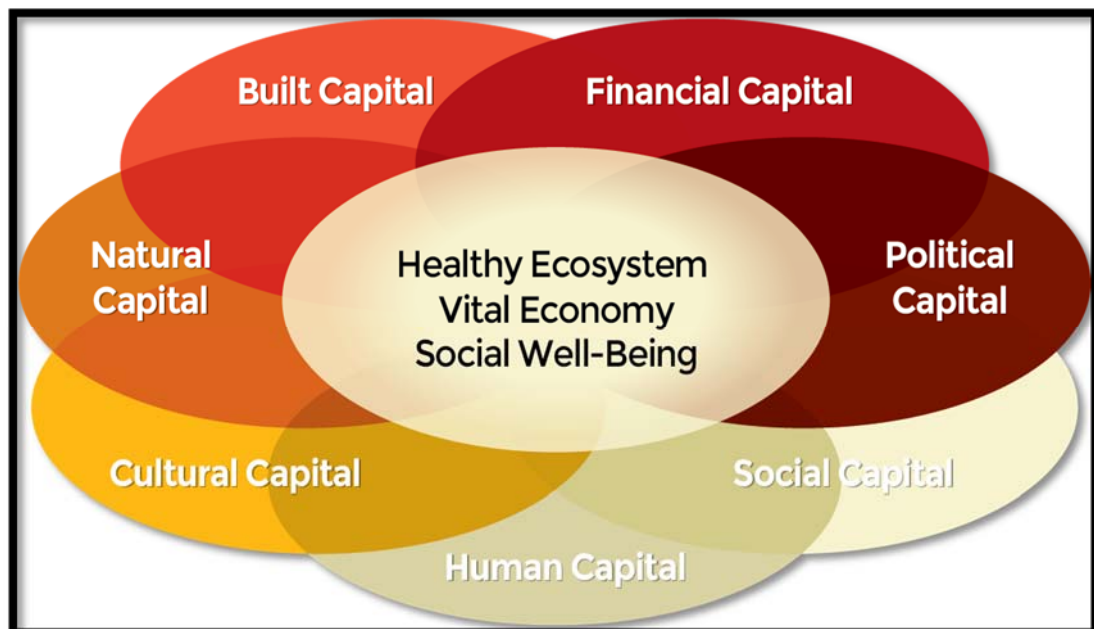 Built Capital
Financial Capital
Natural
Capital
Healthy Ecosystem
Vital Economy
Social Well-Being
Political
Capital
Cultural Capital
Social Capital
Human Capital